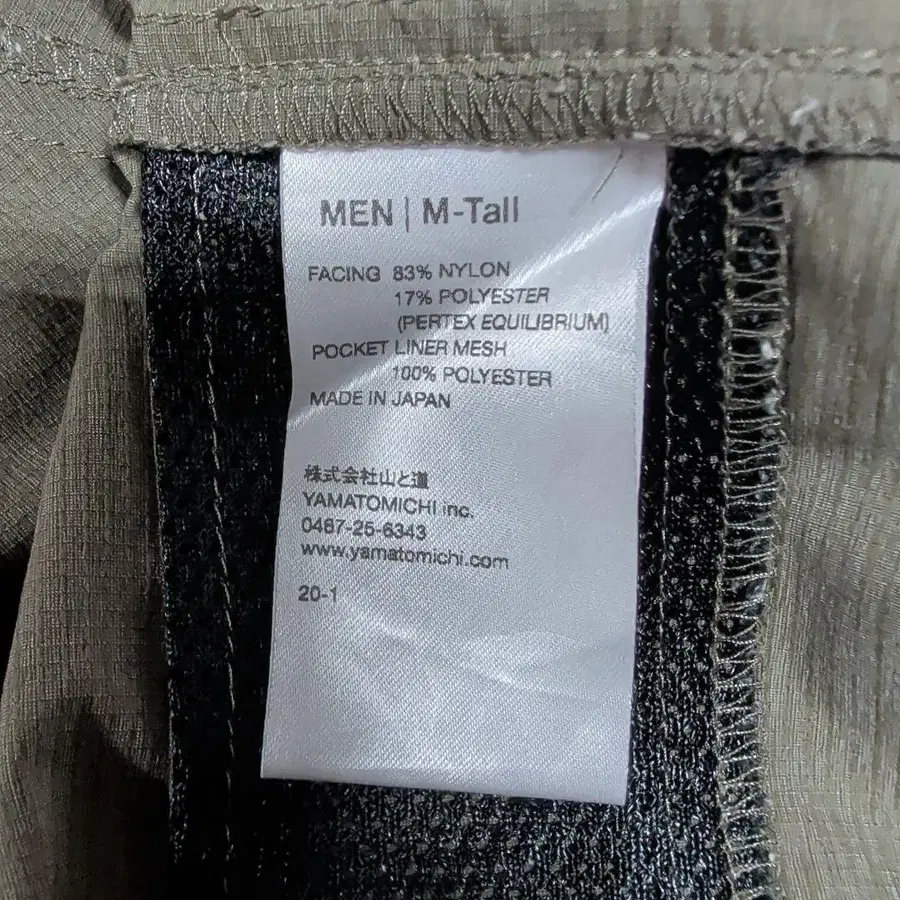 MEN | M-Tall
FACING 83% NYLON
17% POLYESTER
(PERTEX EQUILIBRIUM)
POCKET LINER MESH
100% POLYESTER
MADE IN JAPAN
株式会社山と道
YAMATOMICHI inc.
0467-25-6343
www.yamatomichi.com
20-1